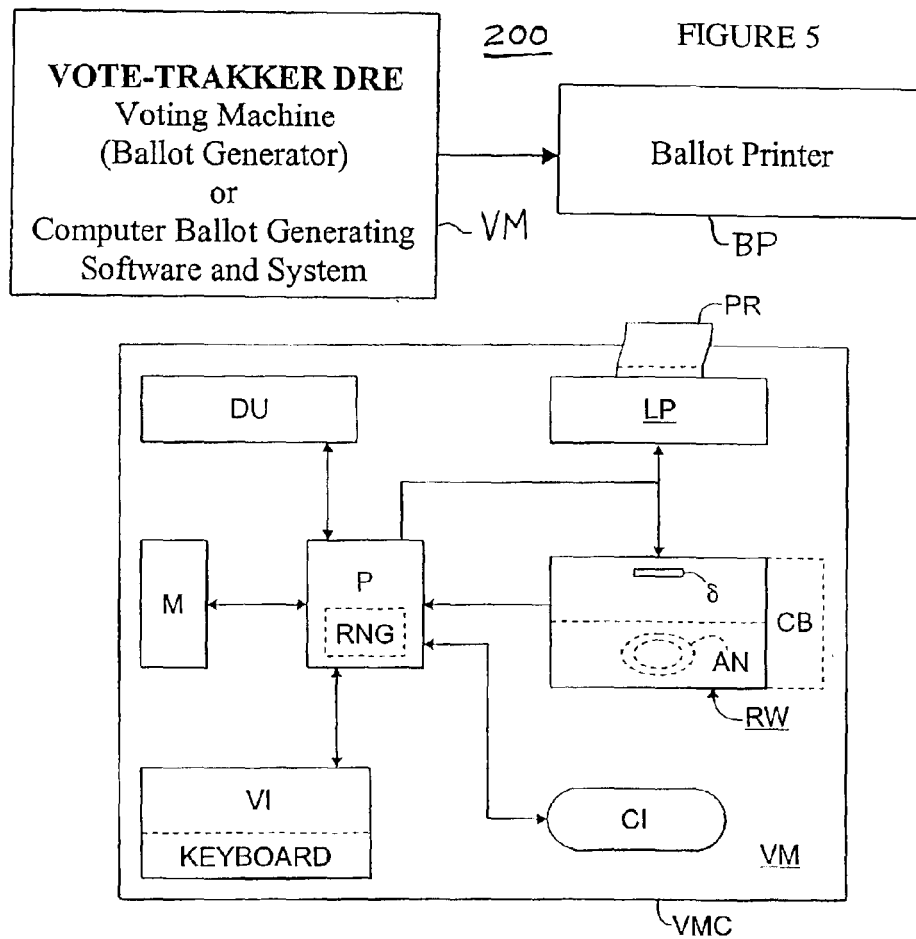 200
FIGURE 5
VOTE-TRAKKER DRE
Voting Machine
(Ballot Generator)
or
Computer Ballot Generating
Software and System
VM
Ballot Printer
BP
PR
DU
LP
M
P
RNG
δ
CB
AN
RW
VI
KEYBOARD
CI
VM
VMC